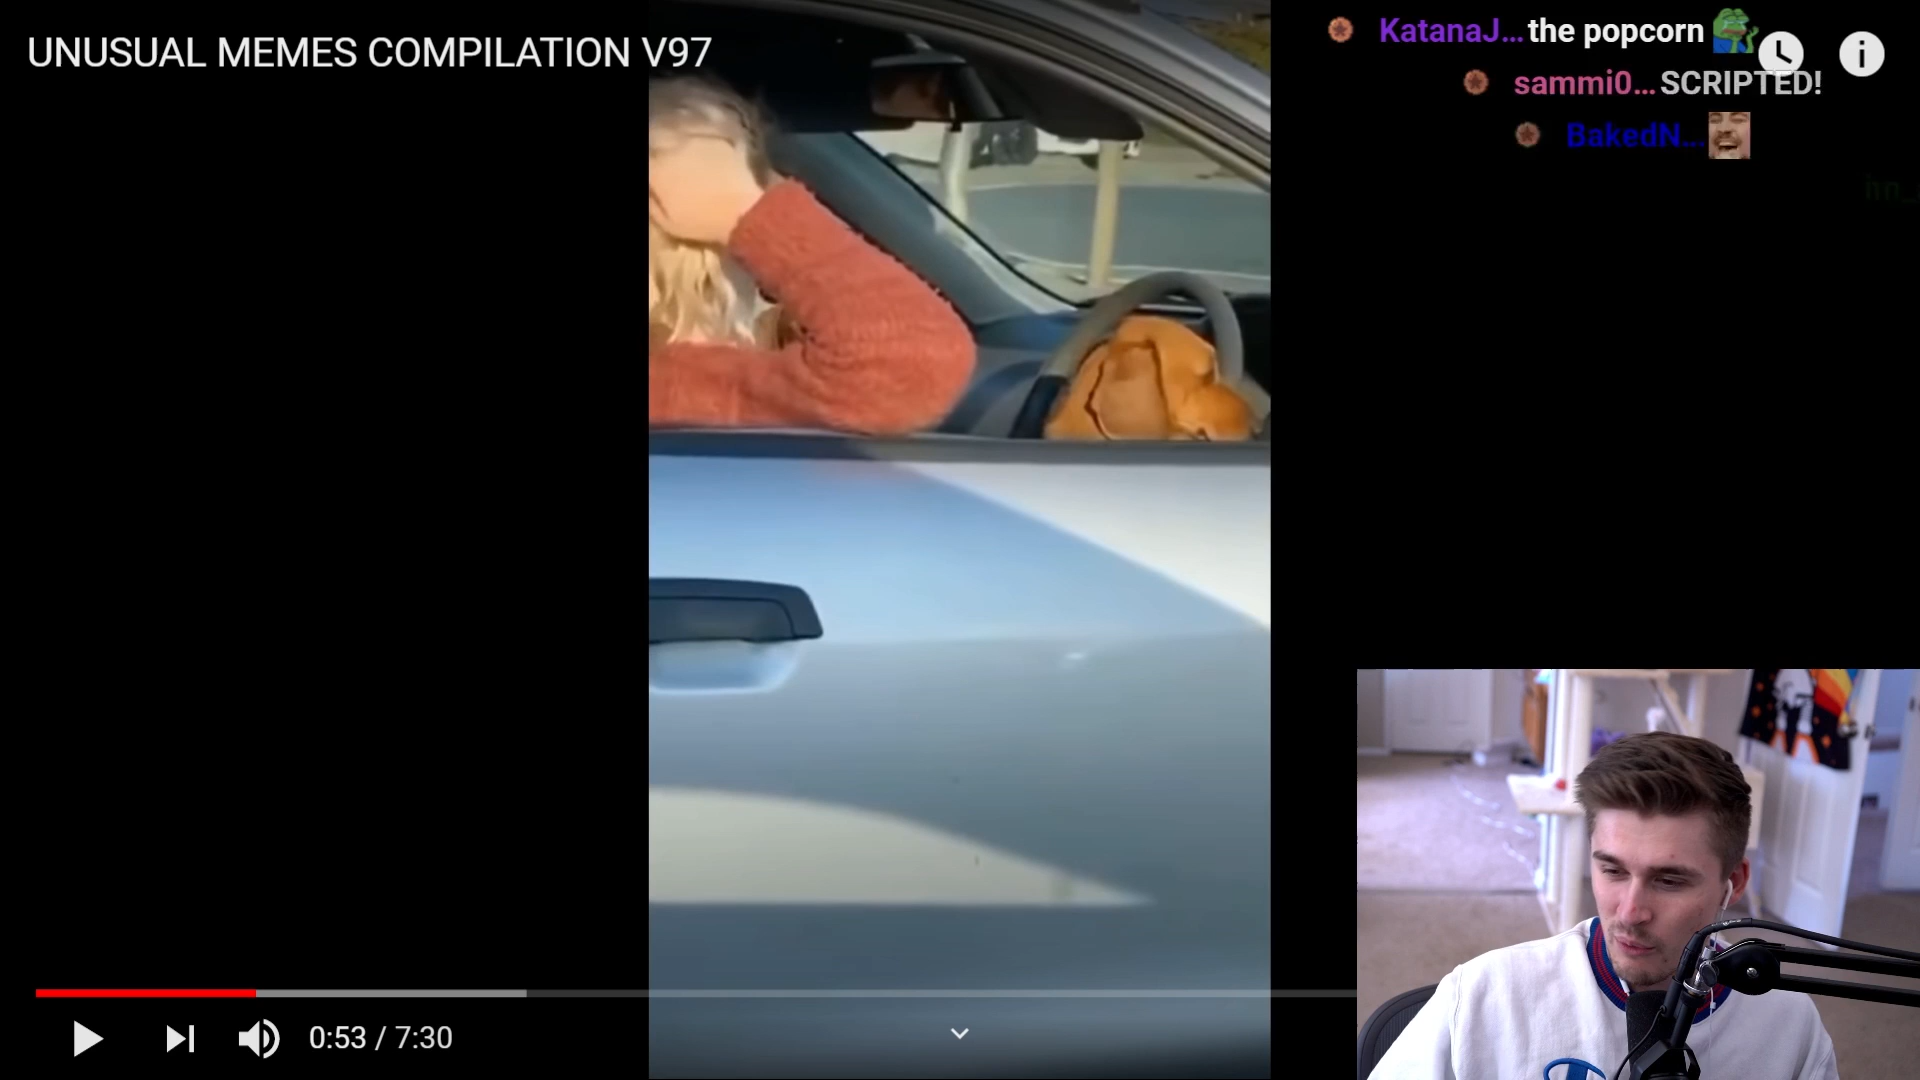 UNUSUAL MEMES COMPILATION V97
KatanaJ... the popcorn
sammi0... SCRIPTED!
BakedN...
0:53 / 7:30